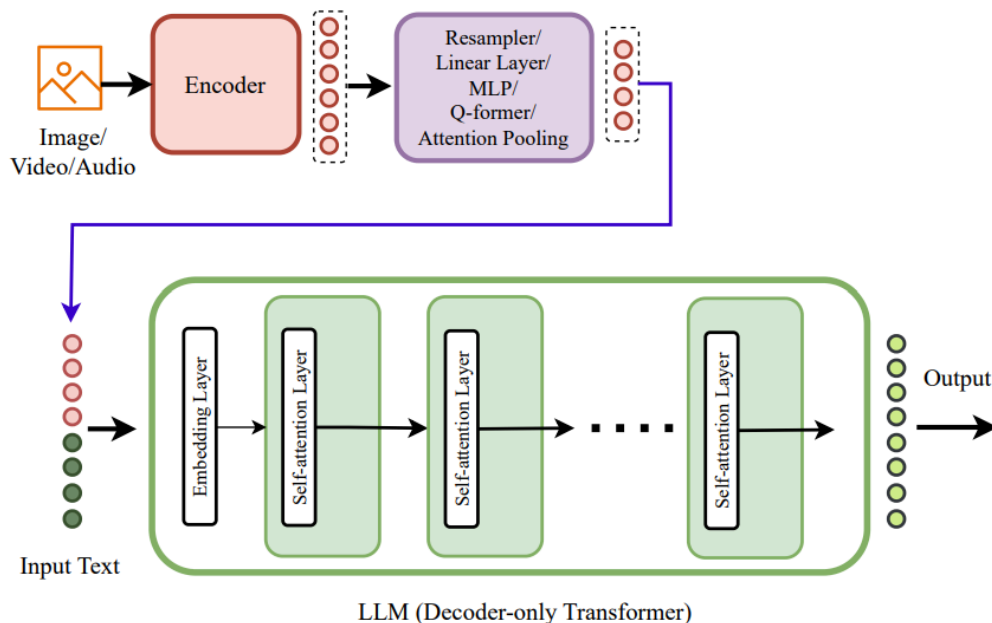 Image/
Video/Audio
Encoder
Resampler/
Linear Layer/
MLP/
Q-former/
Attention Pooling
Input Text
Embedding Layer
Self-attention Layer
Self-attention Layer
Self-attention Layer
Output
LLM (Decoder-only Transformer)